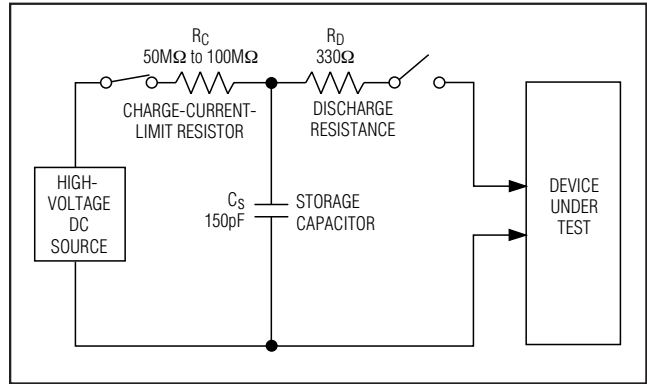 R_C
50MΩ to 100MΩ
CHARGE-CURRENT-
LIMIT RESISTOR
R_D
330Ω
DISCHARGE
RESISTANCE
HIGH-
VOLTAGE
DC
SOURCE
C_S
150pF
STORAGE
CAPACITOR
DEVICE
UNDER
TEST